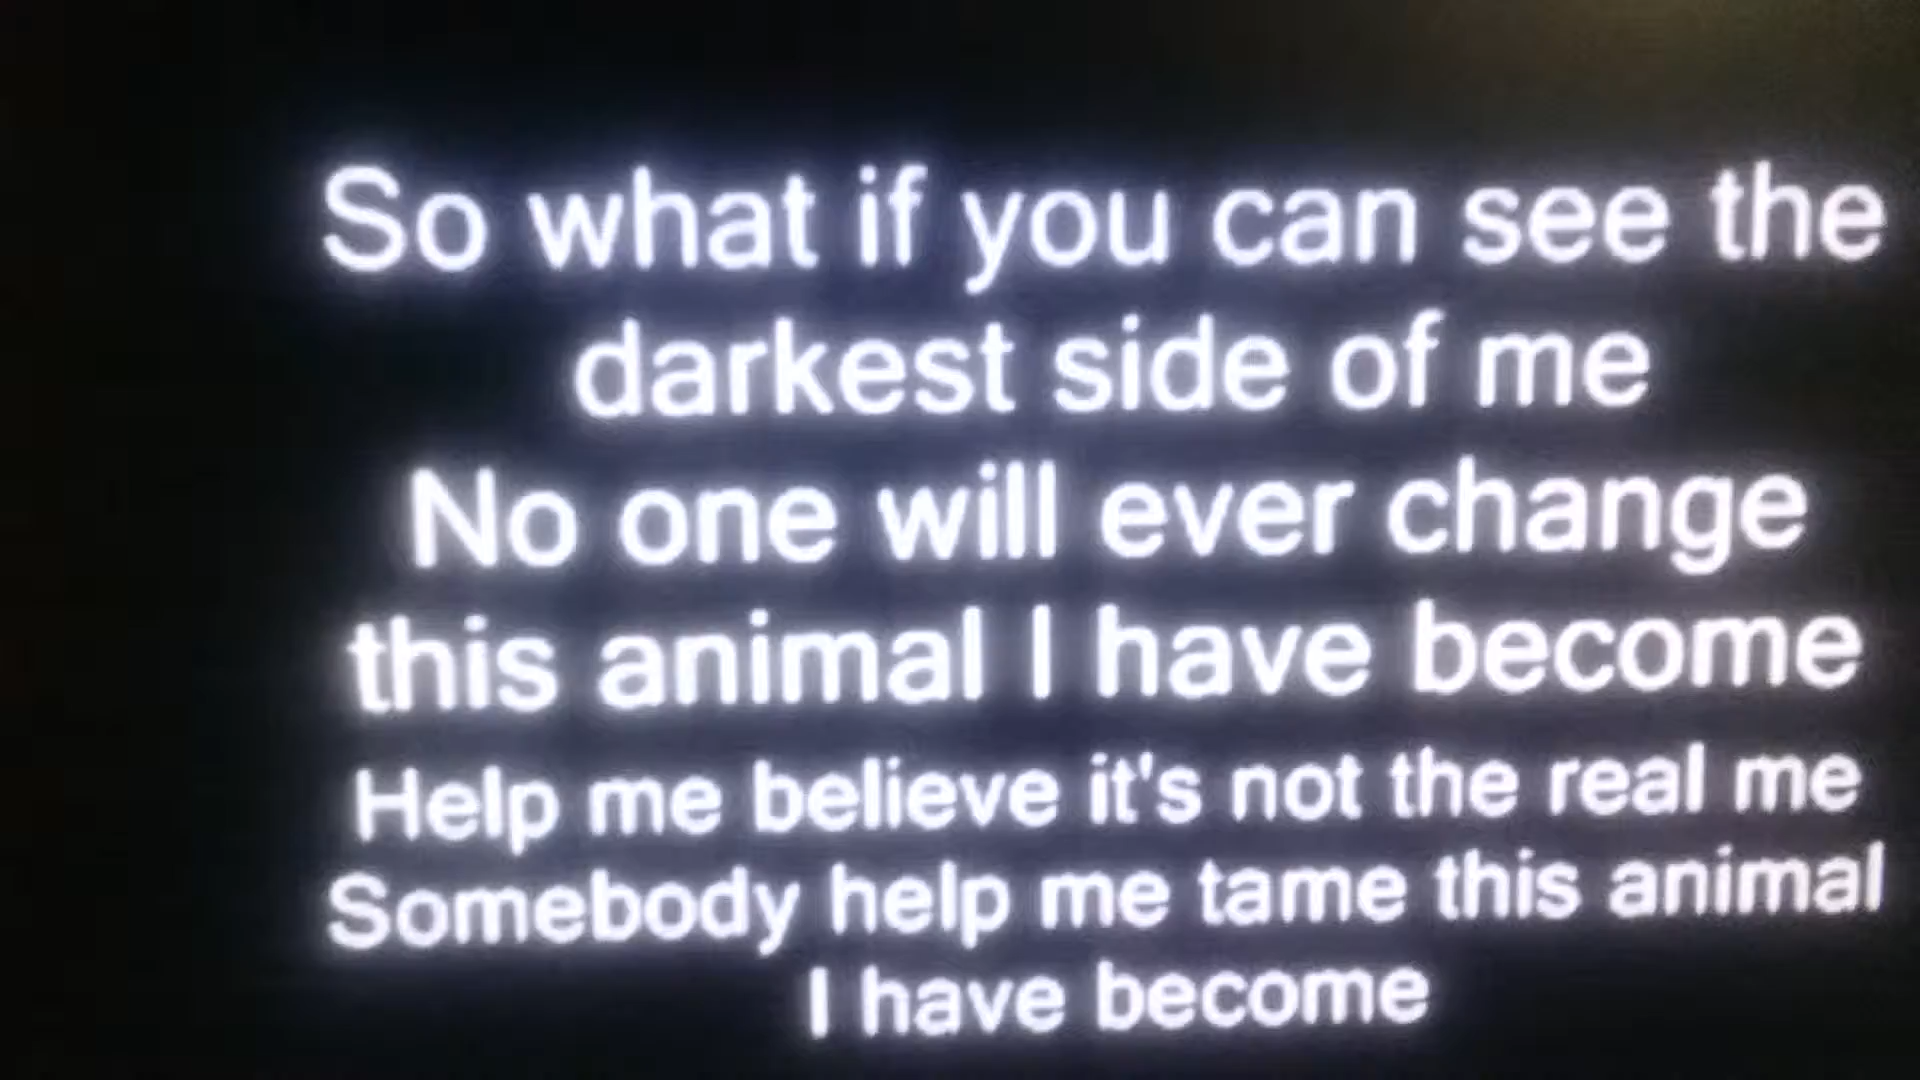 So what if you can see the
darkest side of me
No one will ever change
this animal I have become
Help me believe it's not the real me
Somebody help me tame this animal
I have become